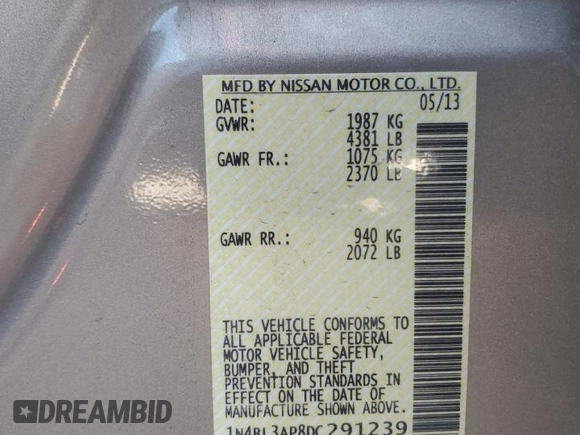 MFD BY NISSAN MOTOR CO., LTD.
DATE: 05/13
GVWR: 1987 KG
4381 LB
GAWR FR.: 1075 KG
2370 LB
GAWR RR.: 940 KG
2072 LB
THIS VEHICLE CONFORMS TO
ALL APPLICABLE FEDERAL
MOTOR VEHICLE SAFETY,
BUMPER, AND THEFT
PREVENTION STANDARDS IN
EFFECT ON THE DATE OF
MANUFACTURE SHOWN ABOVE.
1N4BL3AP8DC291239
DREAMBID